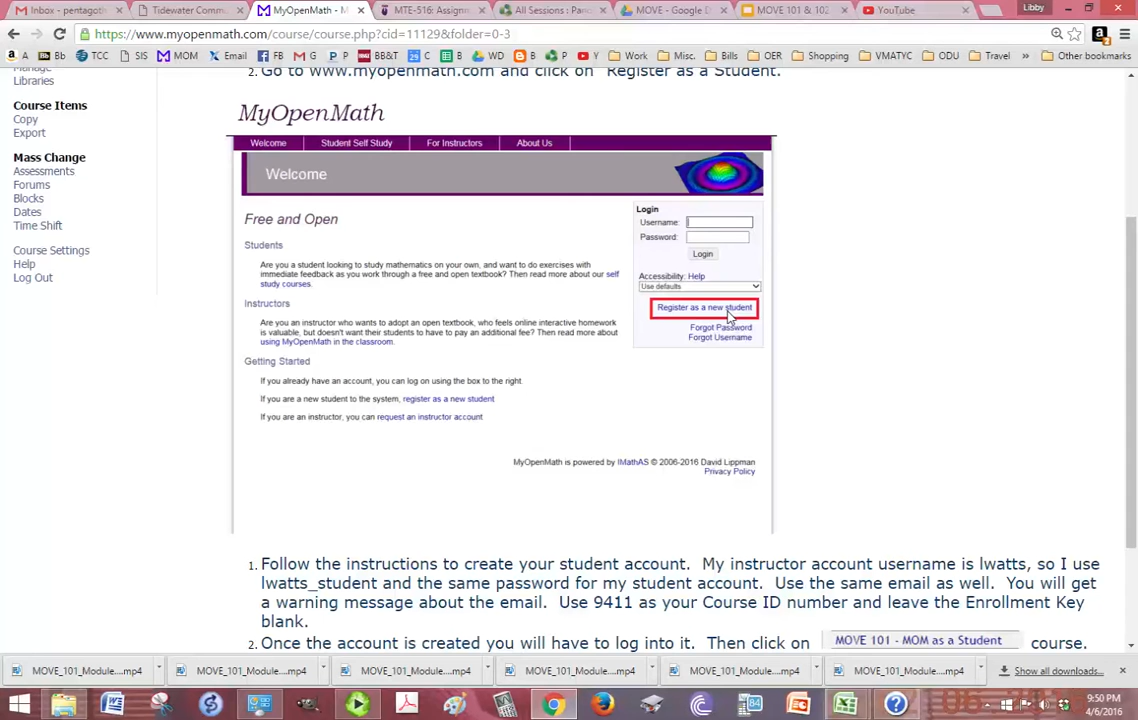 Inbox - pentagoth
Tidewater Commu
MyOpenMath - M
MTE-516: Assignm
All Sessions : Pano
MOVE - Google D
MOVE 101 & 102
YouTube
Libby
https://www.myopenmath.com/course/course.php?cid=11129&folder=0-3
A Bb TCC SIS MOM Email FB G BB&T C B WD B P Y Work Misc. Bills OER Shopping VMATYC ODU Travel » Other bookmarks
Manage
Libraries
Course Items
Copy
Export
Mass Change
Assessments
Forums
Blocks
Dates
Time Shift
Course Settings
Help
Log Out
2. Go to www.myopenmath.com and click on "Register as a Student."
MyOpenMath
Welcome Student Self Study For Instructors About Us
Welcome
Free and Open
Students
Are you a student looking to study mathematics on your own, and want to do exercises with
immediate feedback as you work through a free and open textbook? Then read more about our self
study courses.
Instructors
Are you an instructor who wants to adopt an open textbook, who feels online interactive homework
is valuable, but doesn't want their students to have to pay an additional fee? Then read more about
using MyOpenMath in the classroom.
Getting Started
If you already have an account, you can log on using the box to the right.
If you are a new student to the system, register as a new student
If you are an instructor, you can request an instructor account
Login
Username:
Password:
Login
Accessibility: Help
Use defaults
Register as a new student
Forgot Password
Forgot Username
MyOpenMath is powered by IMathAS © 2006-2016 David Lippman
Privacy Policy
1. Follow the instructions to create your student account. My instructor account username is lwatts, so I use
lwatts_student and the same password for my student account. Use the same email as well. You will get
a warning message about the email. Use 9411 as your Course ID number and leave the Enrollment Key
blank.
2. Once the account is created you will have to log into it. Then click on MOVE 101 - MOM as a Student course.
MOVE_101_Module....mp4
MOVE_101_Module....mp4
MOVE_101_Module....mp4
MOVE_101_Module....mp4
MOVE_101_Module....mp4
MOVE_101_Module....mp4
Show all downloads...
9:50 PM
4/6/2016